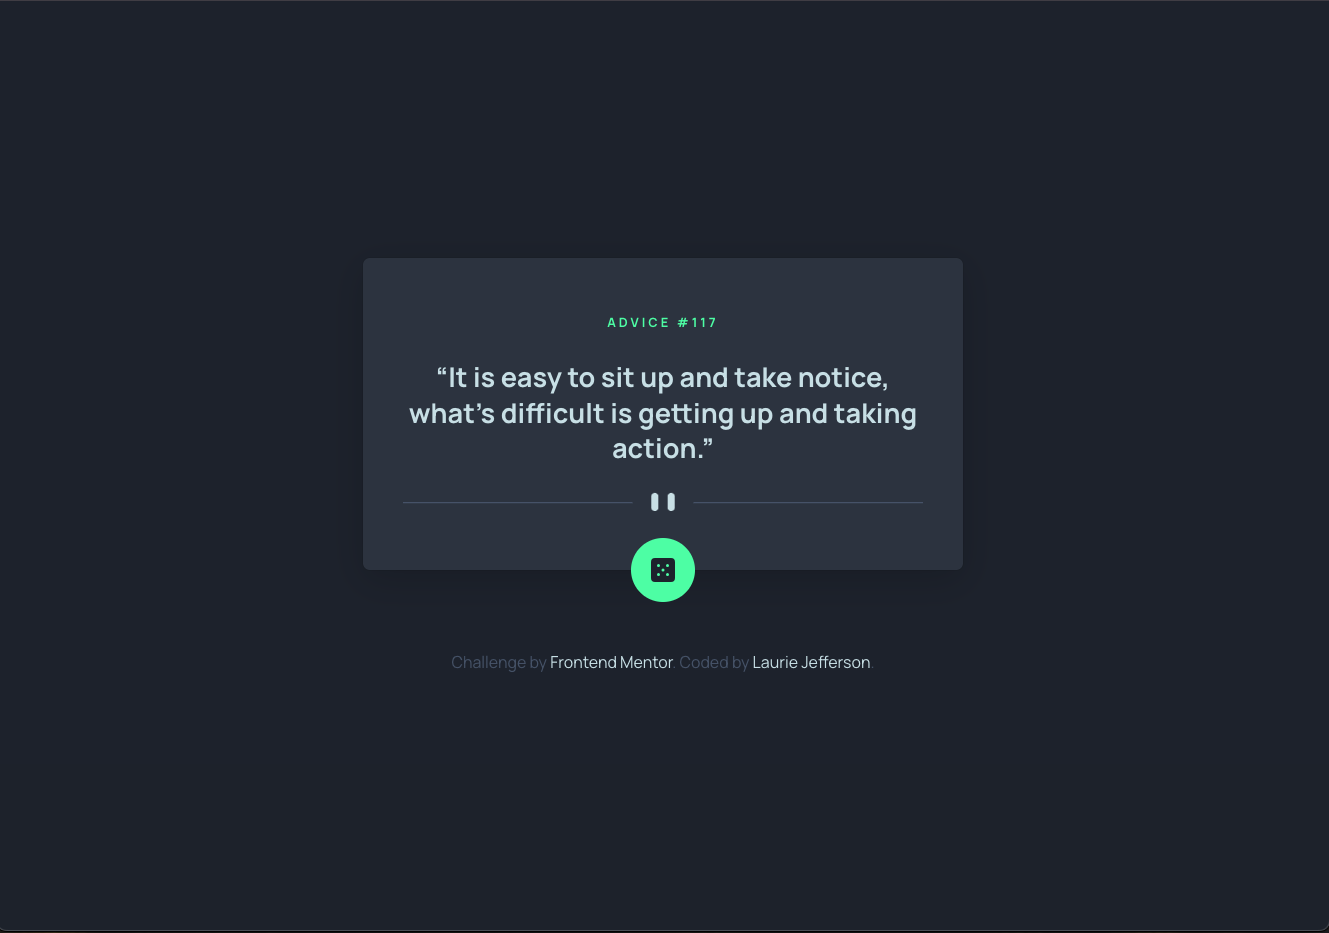 ADVICE #117
“It is easy to sit up and take notice,
what’s difficult is getting up and taking
action.”
Challenge by Frontend Mentor. Coded by Laurie Jefferson.